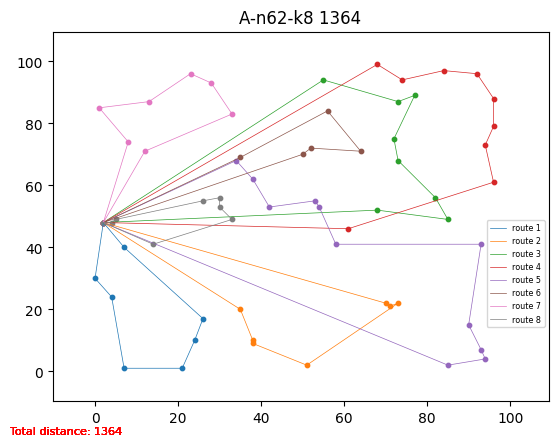 A-n62-k8 1364
100
80
60
40
20
0
0 20 40 60 80 100
route 1
route 2
route 3
route 4
route 5
route 6
route 7
route 8
Total distance: 1364